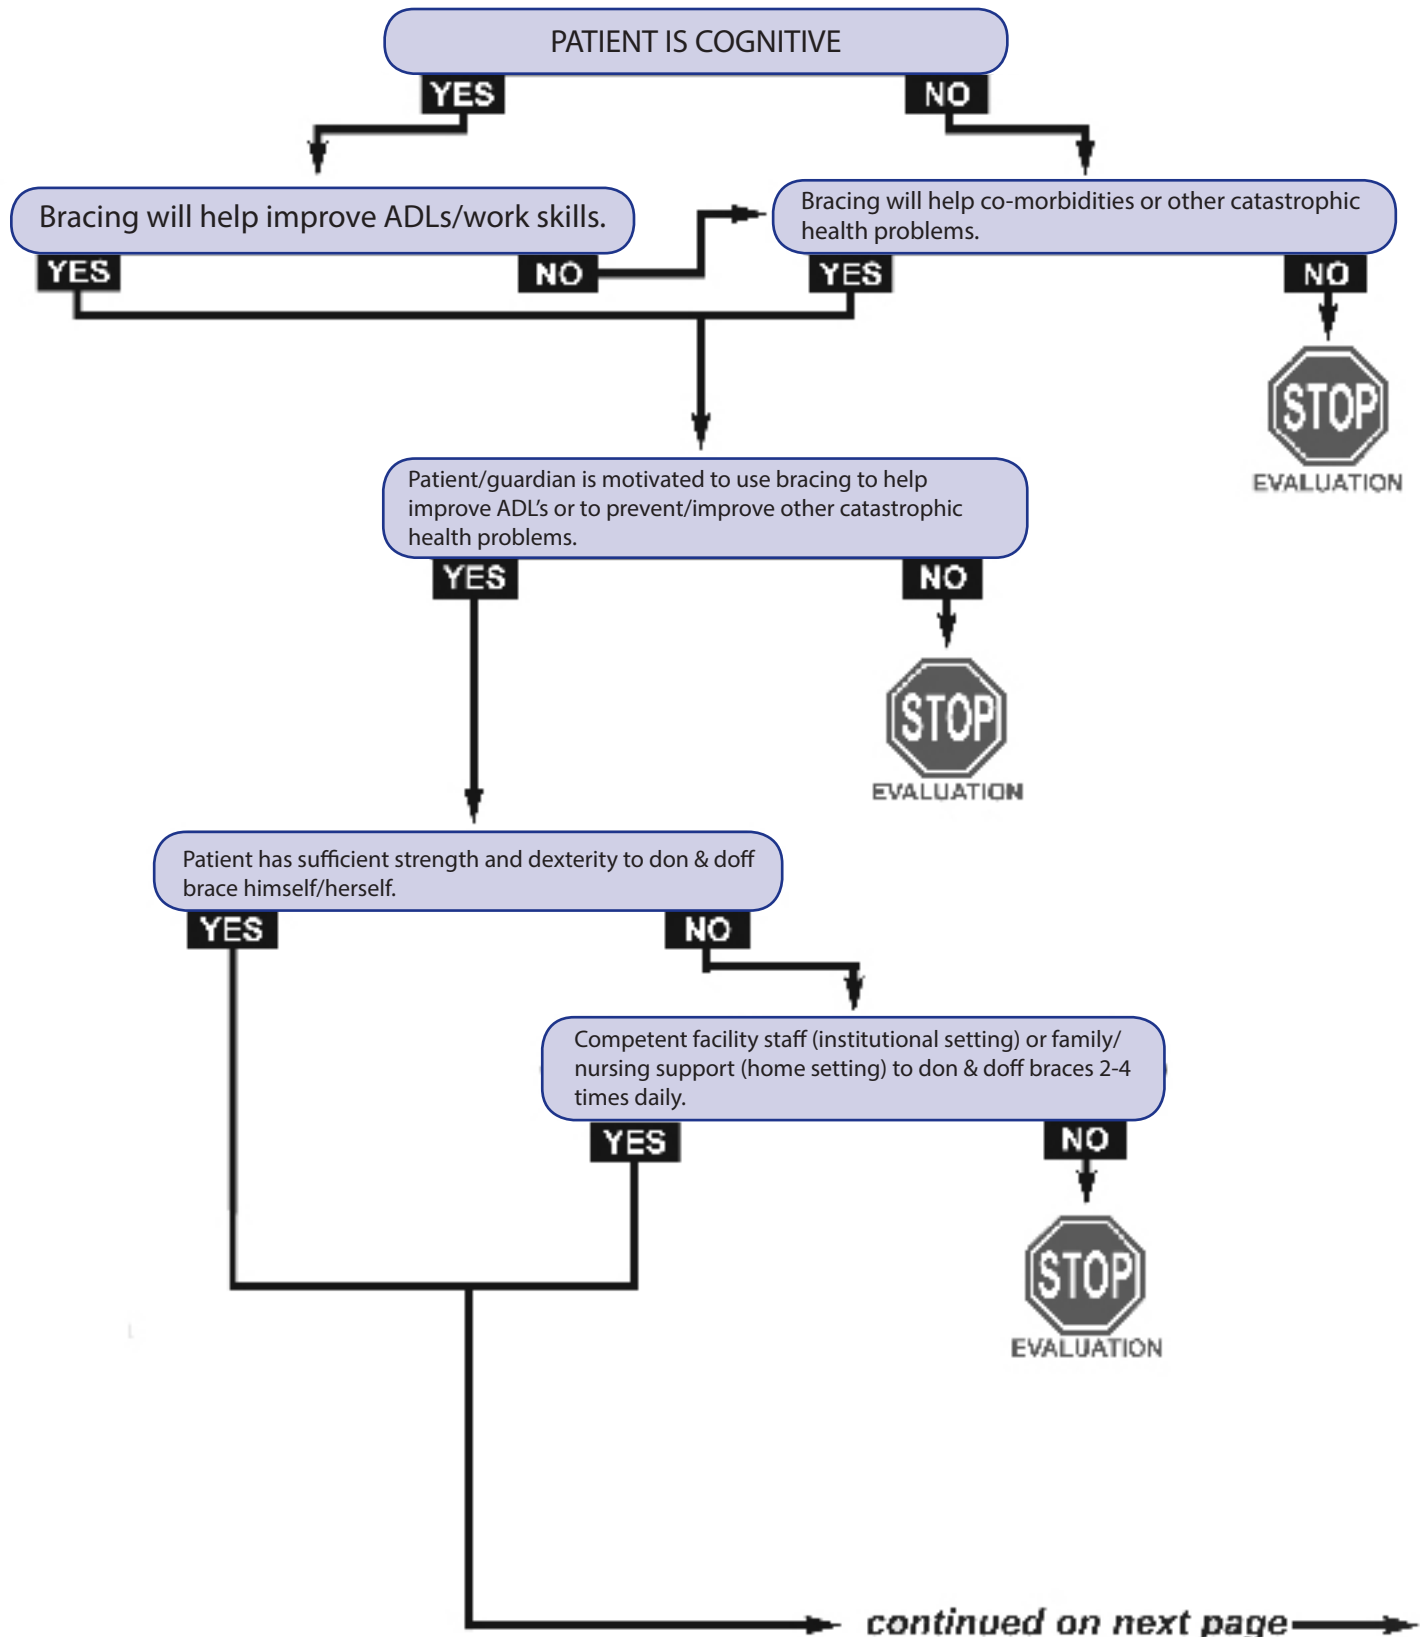 PATIENT IS COGNITIVE
YES
NO
Bracing will help improve ADLs/work skills.
Bracing will help co-morbidities or other catastrophic
health problems.
YES
NO
YES
NO
STOP
EVALUATION
Patient/guardian is motivated to use bracing to help
improve ADL's or to prevent/improve other catastrophic
health problems.
YES
NO
STOP
EVALUATION
Patient has sufficient strength and dexterity to don & doff
brace himself/herself.
YES
NO
Competent facility staff (institutional setting) or family/
nursing support (home setting) to don & doff braces 2-4
times daily.
YES
NO
STOP
EVALUATION
continued on next page